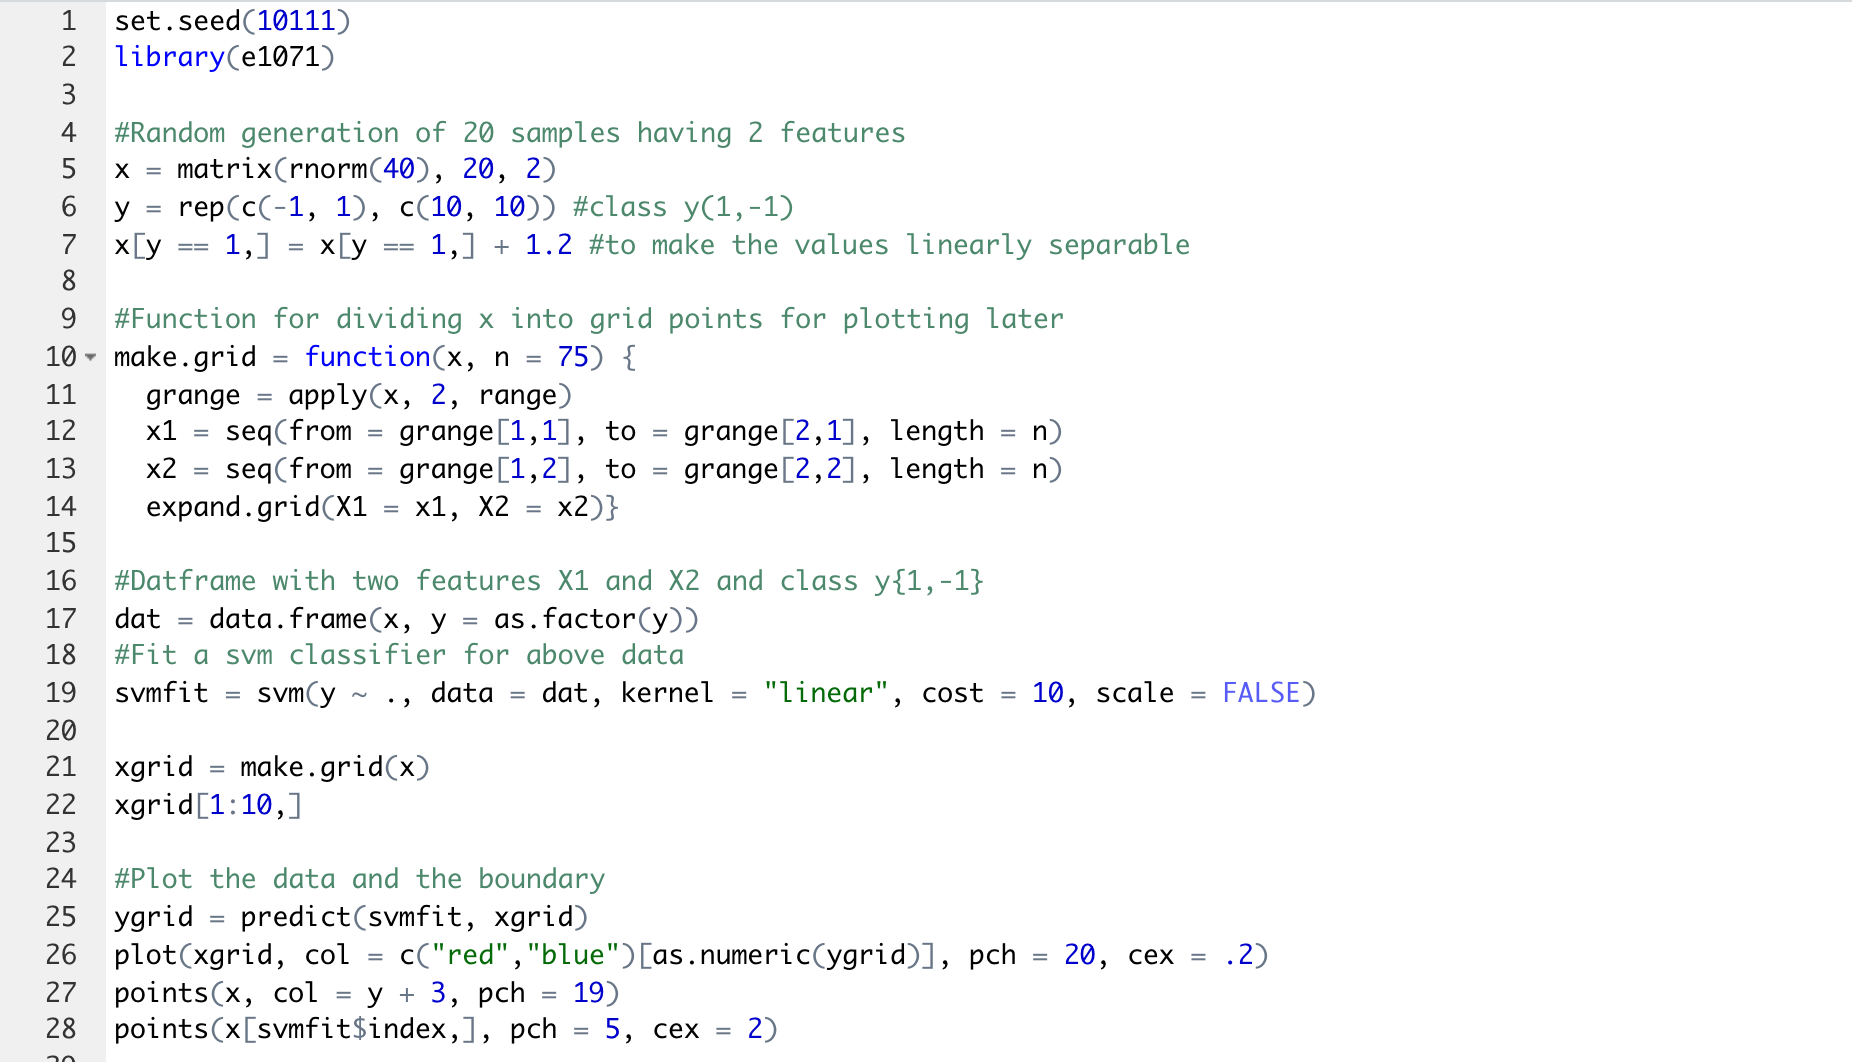 1 set.seed(10111)
2 library(e1071)
3
4 #Random generation of 20 samples having 2 features
5 x = matrix(rnorm(40), 20, 2)
6 y = rep(c(-1, 1), c(10, 10)) #class y(1,-1)
7 x[y == 1,] = x[y == 1,] + 1.2 #to make the values linearly separable
8
9 #Function for dividing x into grid points for plotting later
10 make.grid = function(x, n = 75) {
11   grange = apply(x, 2, range)
12   x1 = seq(from = grange[1,1], to = grange[2,1], length = n)
13   x2 = seq(from = grange[1,2], to = grange[2,2], length = n)
14   expand.grid(X1 = x1, X2 = x2)}
15
16 #Datframe with two features X1 and X2 and class y{1,-1}
17 dat = data.frame(x, y = as.factor(y))
18 #Fit a svm classifier for above data
19 svmfit = svm(y ~ ., data = dat, kernel = "linear", cost = 10, scale = FALSE)
20
21 xgrid = make.grid(x)
22 xgrid[1:10,]
23
24 #Plot the data and the boundary
25 ygrid = predict(svmfit, xgrid)
26 plot(xgrid, col = c("red","blue")[as.numeric(ygrid)], pch = 20, cex = .2)
27 points(x, col = y + 3, pch = 19)
28 points(x[svmfit$index,], pch = 5, cex = 2)